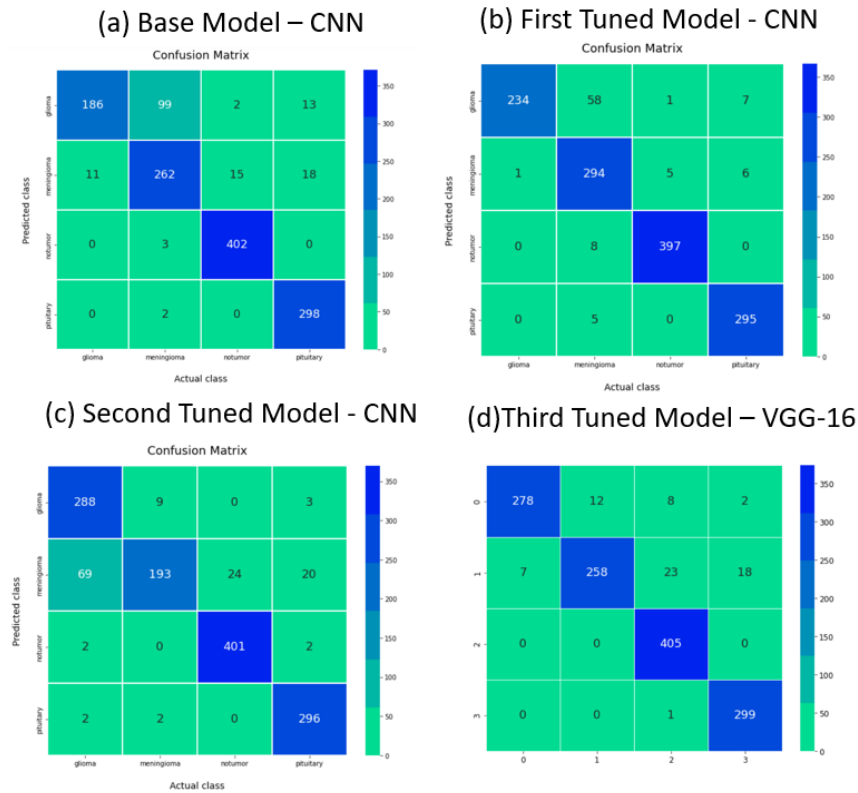 (a) Base Model – CNN
Confusion Matrix
Predicted class
glioma
186 99 2 13
meningioma
11 262 15 18
notumor
0 3 402 0
pituitary
0 2 0 298
glioma meningioma notumor pituitary
Actual class
350
300
250
200
150
100
50
0
(b) First Tuned Model - CNN
Confusion Matrix
Predicted class
glioma
234 58 1 7
meningioma
1 294 5 6
notumor
0 8 397 0
pituitary
0 5 0 295
glioma meningioma notumor pituitary
Actual class
350
300
250
200
150
100
50
0
(c) Second Tuned Model - CNN
Confusion Matrix
Predicted class
glioma
288 9 0 3
meningioma
69 193 24 20
notumor
2 0 401 2
pituitary
2 2 0 296
glioma meningioma notumor pituitary
Actual class
350
300
250
200
150
100
50
0
(d)Third Tuned Model – VGG-16
0
278 12 8 2
1
7 258 23 18
2
0 0 405 0
3
0 0 1 299
0 1 2 3
350
300
250
200
150
100
50
0